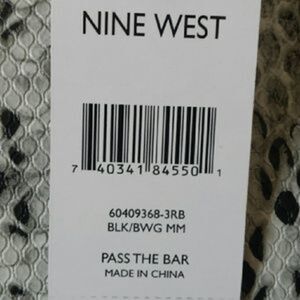 NINE WEST
7 40341 84550 1
60409368-3RB
BLK/BWG MM
PASS THE BAR
MADE IN CHINA